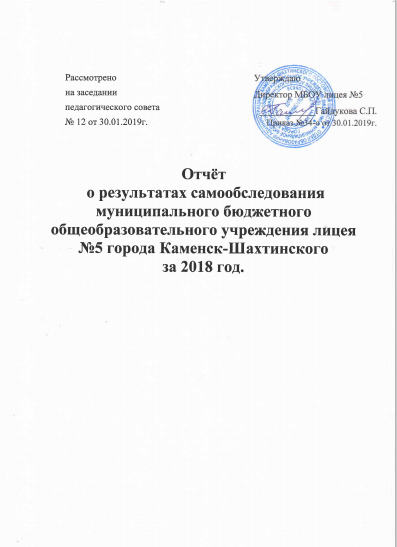 Рассмотрено
на заседании
педагогического совета
№ 12 от 30.01.2019г.
Утверждаю
Директор МБОУ лицея №5
Гайдукова С.П.
Приказ №34-а от 30.01.2019г.
Отчёт
о результатах самообследования
муниципального бюджетного
общеобразовательного учреждения лицея
№5 города Каменск-Шахтинского
за 2018 год.